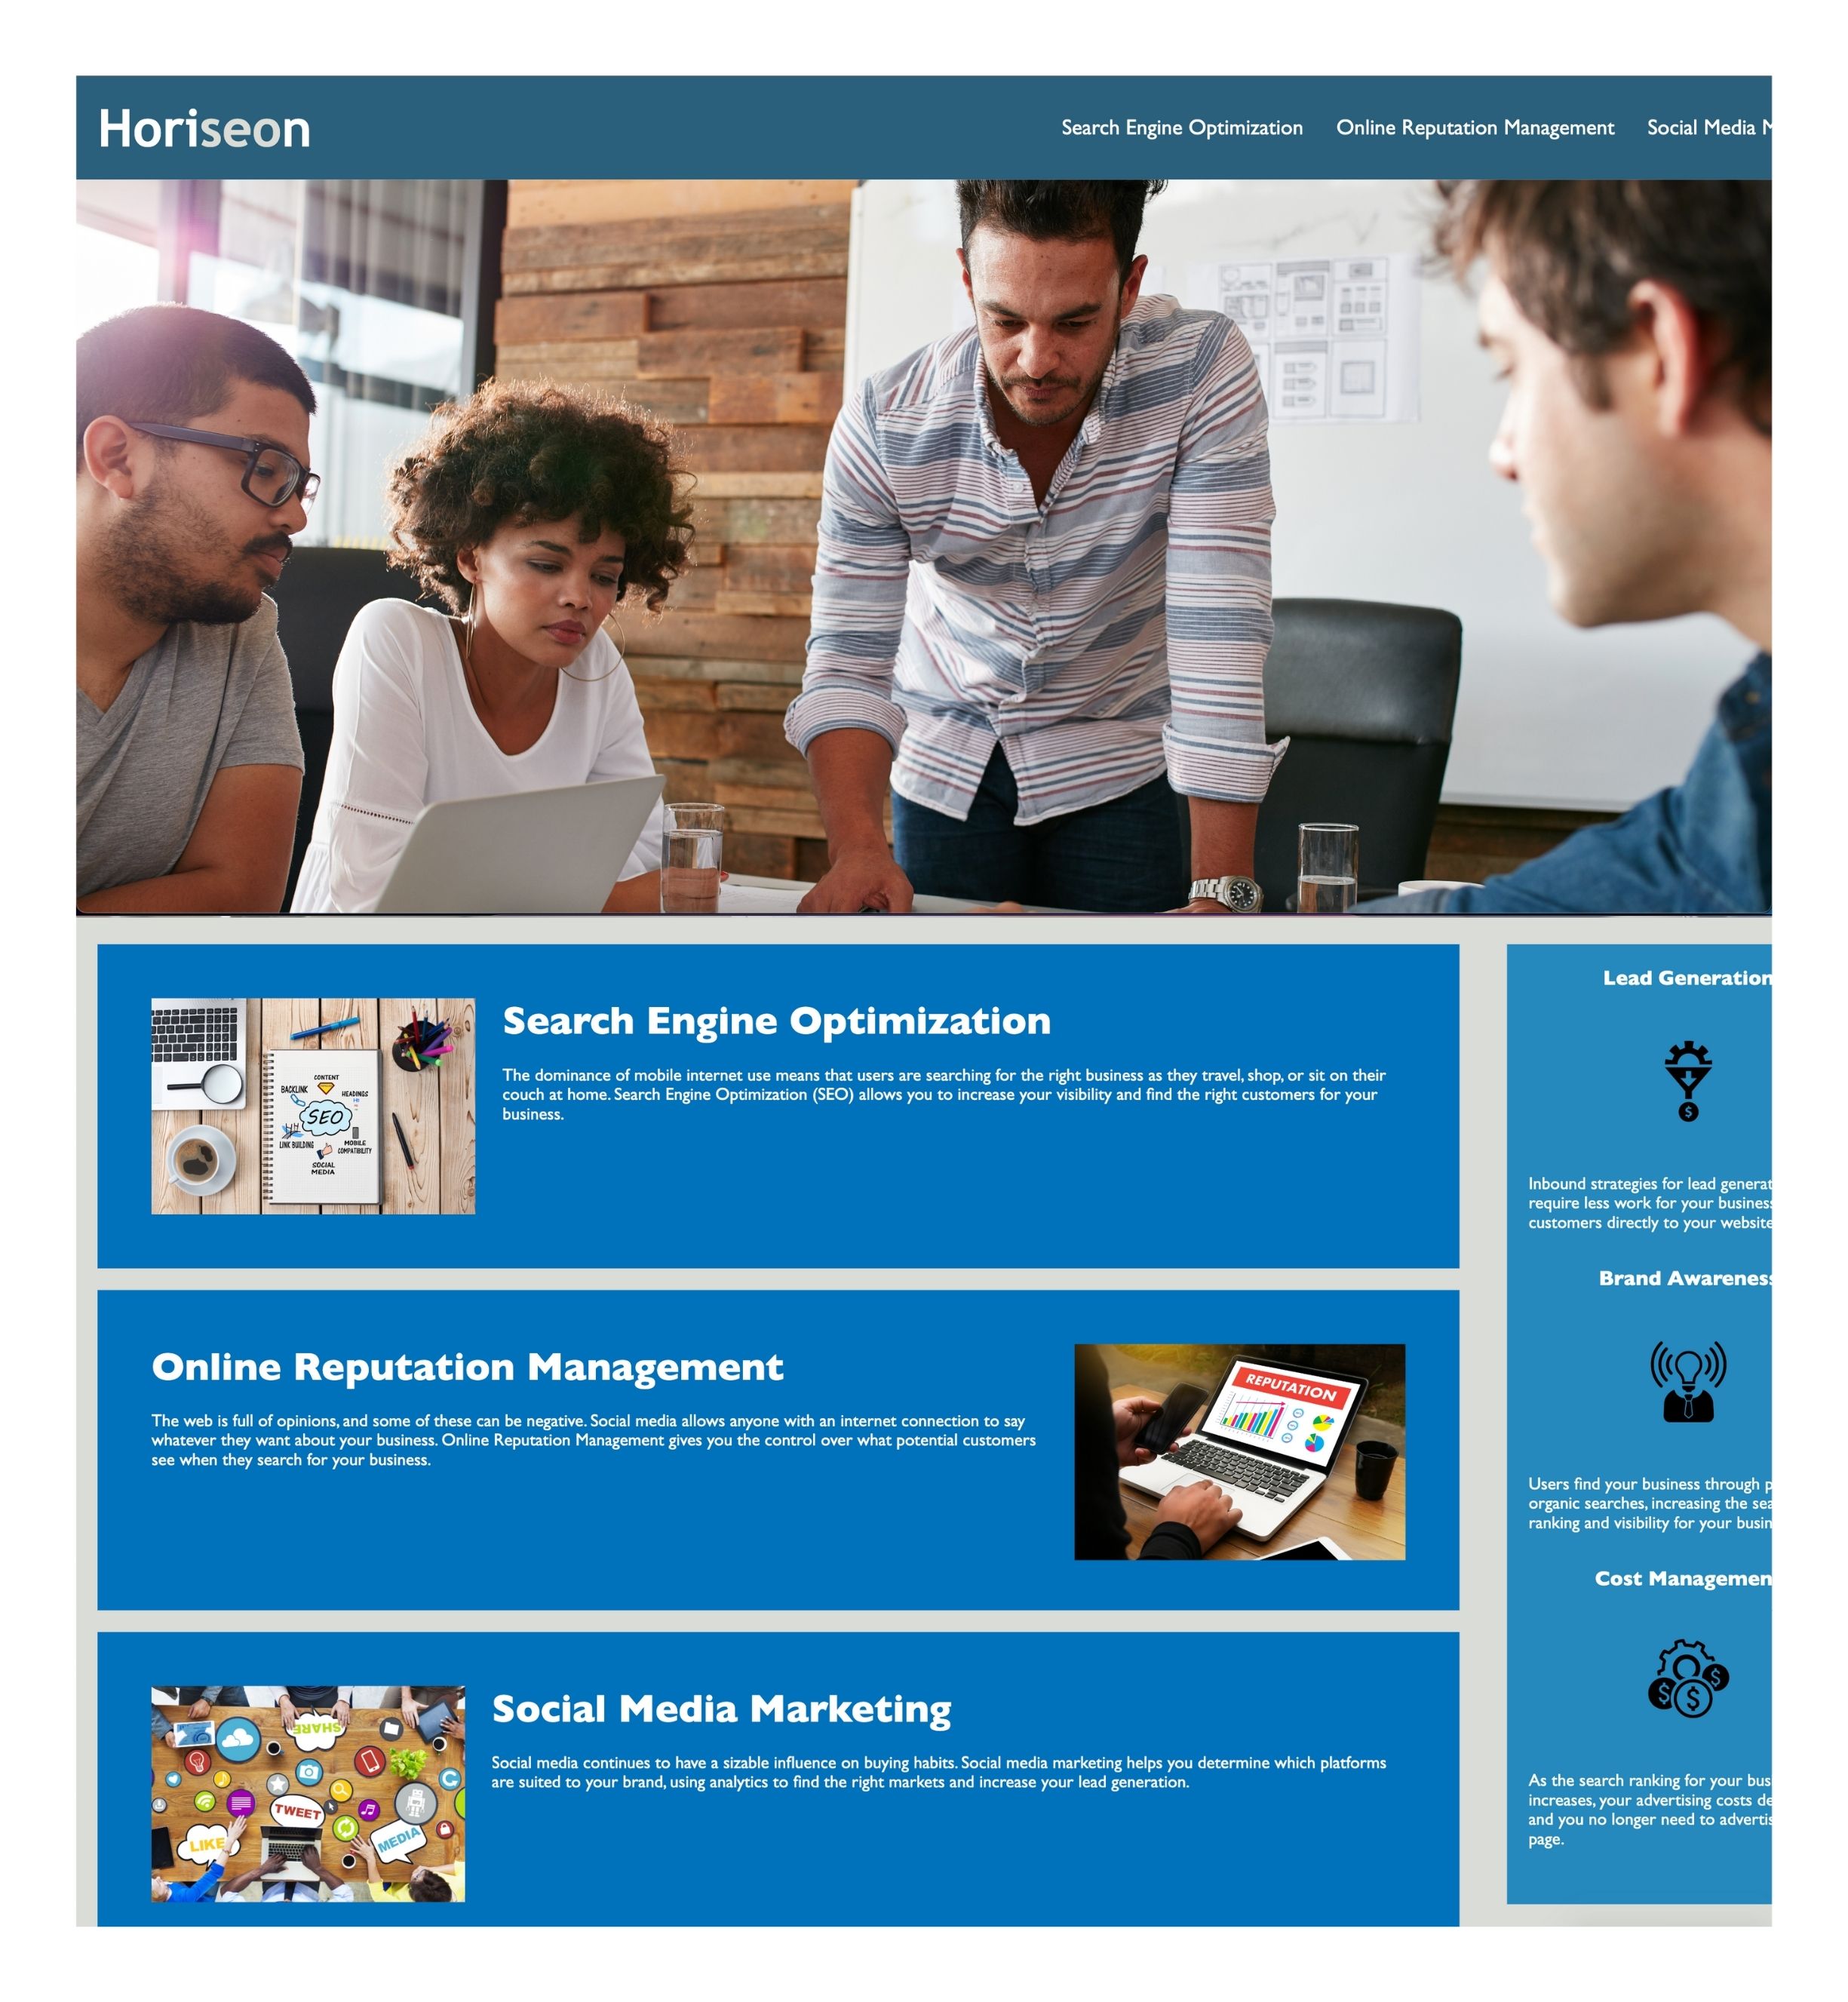 Horiseon
Search Engine Optimization Online Reputation Management Social Media M
Search Engine Optimization
The dominance of mobile internet use means that users are searching for the right business as they travel, shop, or sit on their
couch at home. Search Engine Optimization (SEO) allows you to increase your visibility and find the right customers for your
business.
CONTENT
BACKLINK
HEADINGS
SEO
LINK BUILDING
MOBILE
COMPATIBILITY
SOCIAL
MEDIA
Online Reputation Management
The web is full of opinions, and some of these can be negative. Social media allows anyone with an internet connection to say
whatever they want about your business. Online Reputation Management gives you the control over what potential customers
see when they search for your business.
REPUTATION
Social Media Marketing
Social media continues to have a sizable influence on buying habits. Social media marketing helps you determine which platforms
are suited to your brand, using analytics to find the right markets and increase your lead generation.
SHARE
TWEET
LIKE
MEDIA
Lead Generation
Inbound strategies for lead generat
require less work for your business
customers directly to your website
Brand Awareness
Users find your business through p
organic searches, increasing the sea
ranking and visibility for your busin
Cost Managemen
As the search ranking for your bus
increases, your advertising costs de
and you no longer need to advertis
page.